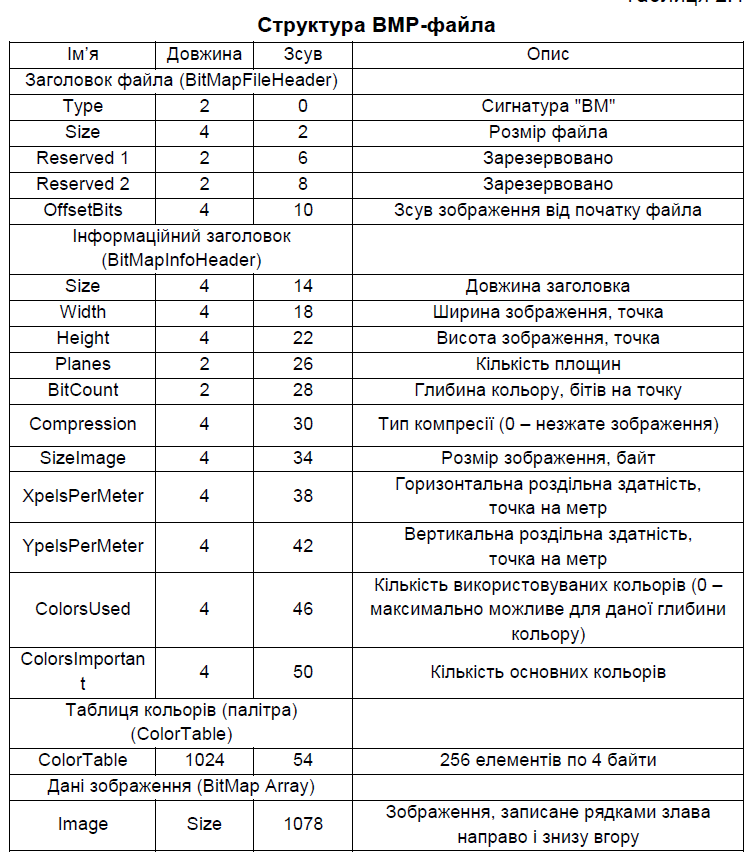 Структура BMP-файла
Ім’я Довжина Зсув Опис
Заголовок файла (BitMapFileHeader)
Type 2 0 Сигнатура "BM"
Size 4 2 Розмір файла
Reserved 1 2 6 Зарезервовано
Reserved 2 2 8 Зарезервовано
OffsetBits 4 10 Зсув зображення від початку файла
Інформаційний заголовок
(BitMapInfoHeader)
Size 4 14 Довжина заголовка
Width 4 18 Ширина зображення, точка
Height 4 22 Висота зображення, точка
Planes 2 26 Кількість площин
BitCount 2 28 Глибина кольору, бітів на точку
Compression 4 30 Тип компресії (0 – незжате зображення)
SizeImage 4 34 Розмір зображення, байт
XpelsPerMeter 4 38 Горизонтальна роздільна здатність,
точка на метр
YpelsPerMeter 4 42 Вертикальна роздільна здатність,
точка на метр
ColorsUsed 4 46 Кількість використовуваних кольорів (0 –
максимально можливе для даної глибини
кольору)
ColorsImportan
t 4 50 Кількість основних кольорів
Таблиця кольорів (палітра)
(ColorTable)
ColorTable 1024 54 256 елементів по 4 байти
Дані зображення (BitMap Array)
Image Size 1078 Зображення, записане рядками злава
направо і знизу вгору